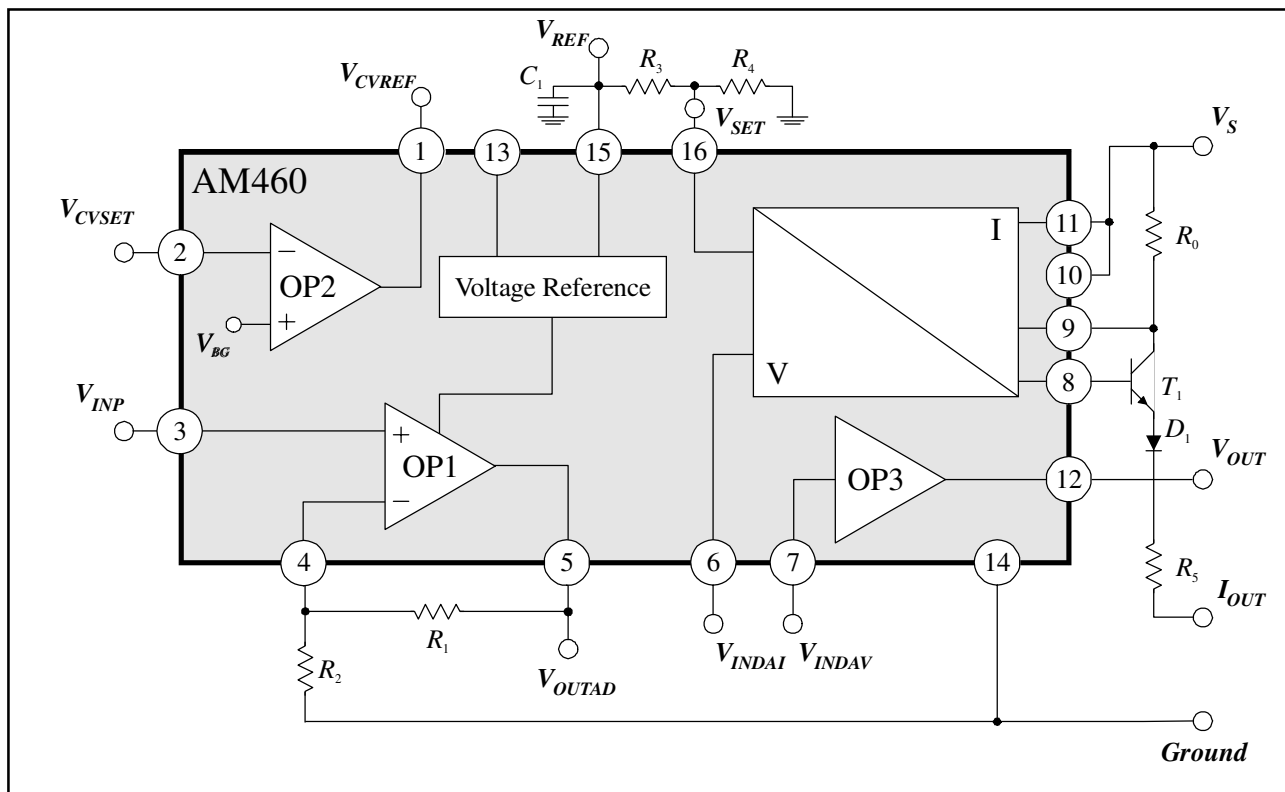 V_REF
R_3
R_4
C_1
V_CVREF
V_SET
V_S
1
13
15
16
AM460
V_CVSET
2
−
OP2
+
V_BG
Voltage Reference
I
V
11
10
9
8
R_0
T_1
D_1
V_INP
3
+
OP1
−
OP3
12
V_OUT
4
5
6
7
14
R_5
I_OUT
R_1
R_2
V_OUTAD
V_INDAI
V_INDAV
Ground